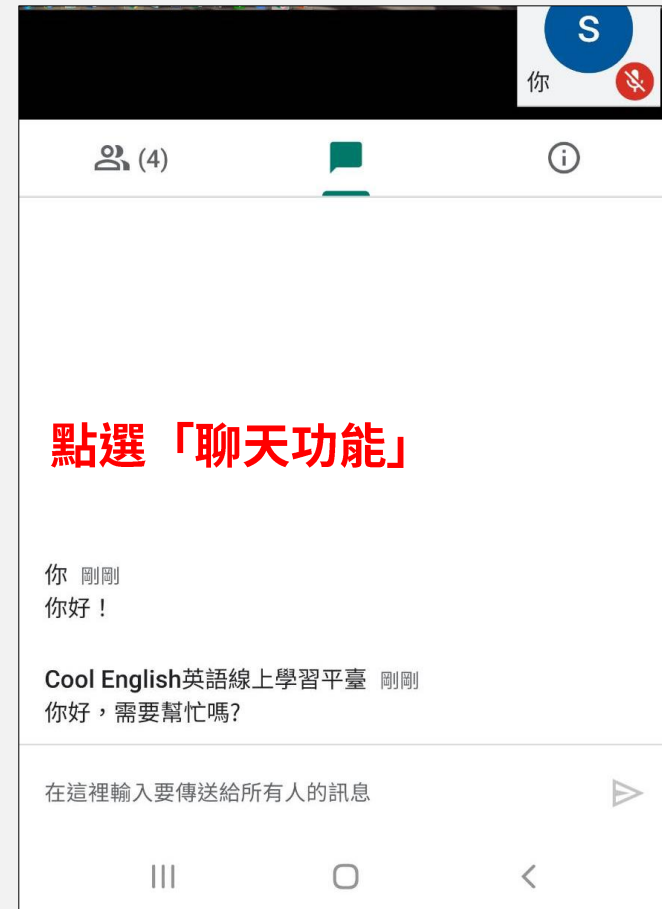 S
你
(4)
點選「聊天功能」
你 剛剛
你好！
Cool English英語線上學習平臺 剛剛
你好，需要幫忙嗎?
在這裡輸入要傳送給所有人的訊息